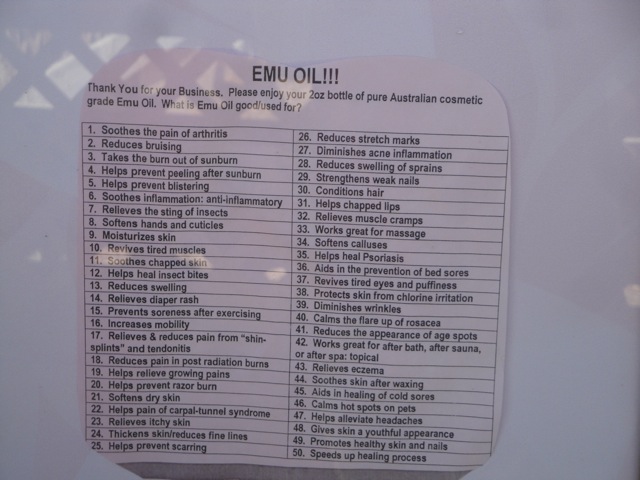 EMU OIL!!!
Thank You for your Business. Please enjoy your 2oz bottle of pure Australian cosmetic
grade Emu Oil. What is Emu Oil good/used for?
1. Soothes the pain of arthritis
2. Reduces bruising
3. Takes the burn out of sunburn
4. Helps prevent peeling after sunburn
5. Helps prevent blistering
6. Soothes inflammation: anti-inflammatory
7. Relieves the sting of insects
8. Softens hands and cuticles
9. Moisturizes skin
10. Revives tired muscles
11. Soothes chapped skin
12. Helps heal insect bites
13. Reduces swelling
14. Relieves diaper rash
15. Prevents soreness after exercising
16. Increases mobility
17. Relieves & reduces pain from "shin-
splints" and tendonitis
18. Reduces pain in post radiation burns
19. Helps relieve growing pains
20. Helps prevent razor burn
21. Softens dry skin
22. Helps pain of carpal-tunnel syndrome
23. Relieves itchy skin
24. Thickens skin/reduces fine lines
25. Helps prevent scarring
26. Reduces stretch marks
27. Diminishes acne inflammation
28. Reduces swelling of sprains
29. Strengthens weak nails
30. Conditions hair
31. Helps chapped lips
32. Relieves muscle cramps
33. Works great for massage
34. Softens calluses
35. Helps heal Psoriasis
36. Aids in the prevention of bed sores
37. Revives tired eyes and puffiness
38. Protects skin from chlorine irritation
39. Diminishes wrinkles
40. Calms the flare up of rosacea
41. Reduces the appearance of age spots
42. Works great for after bath, after sauna,
or after spa: topical
43. Relieves eczema
44. Soothes skin after waxing
45. Aids in healing of cold sores
46. Calms hot spots on pets
47. Helps alleviate headaches
48. Gives skin a youthful appearance
49. Promotes healthy skin and nails
50. Speeds up healing process